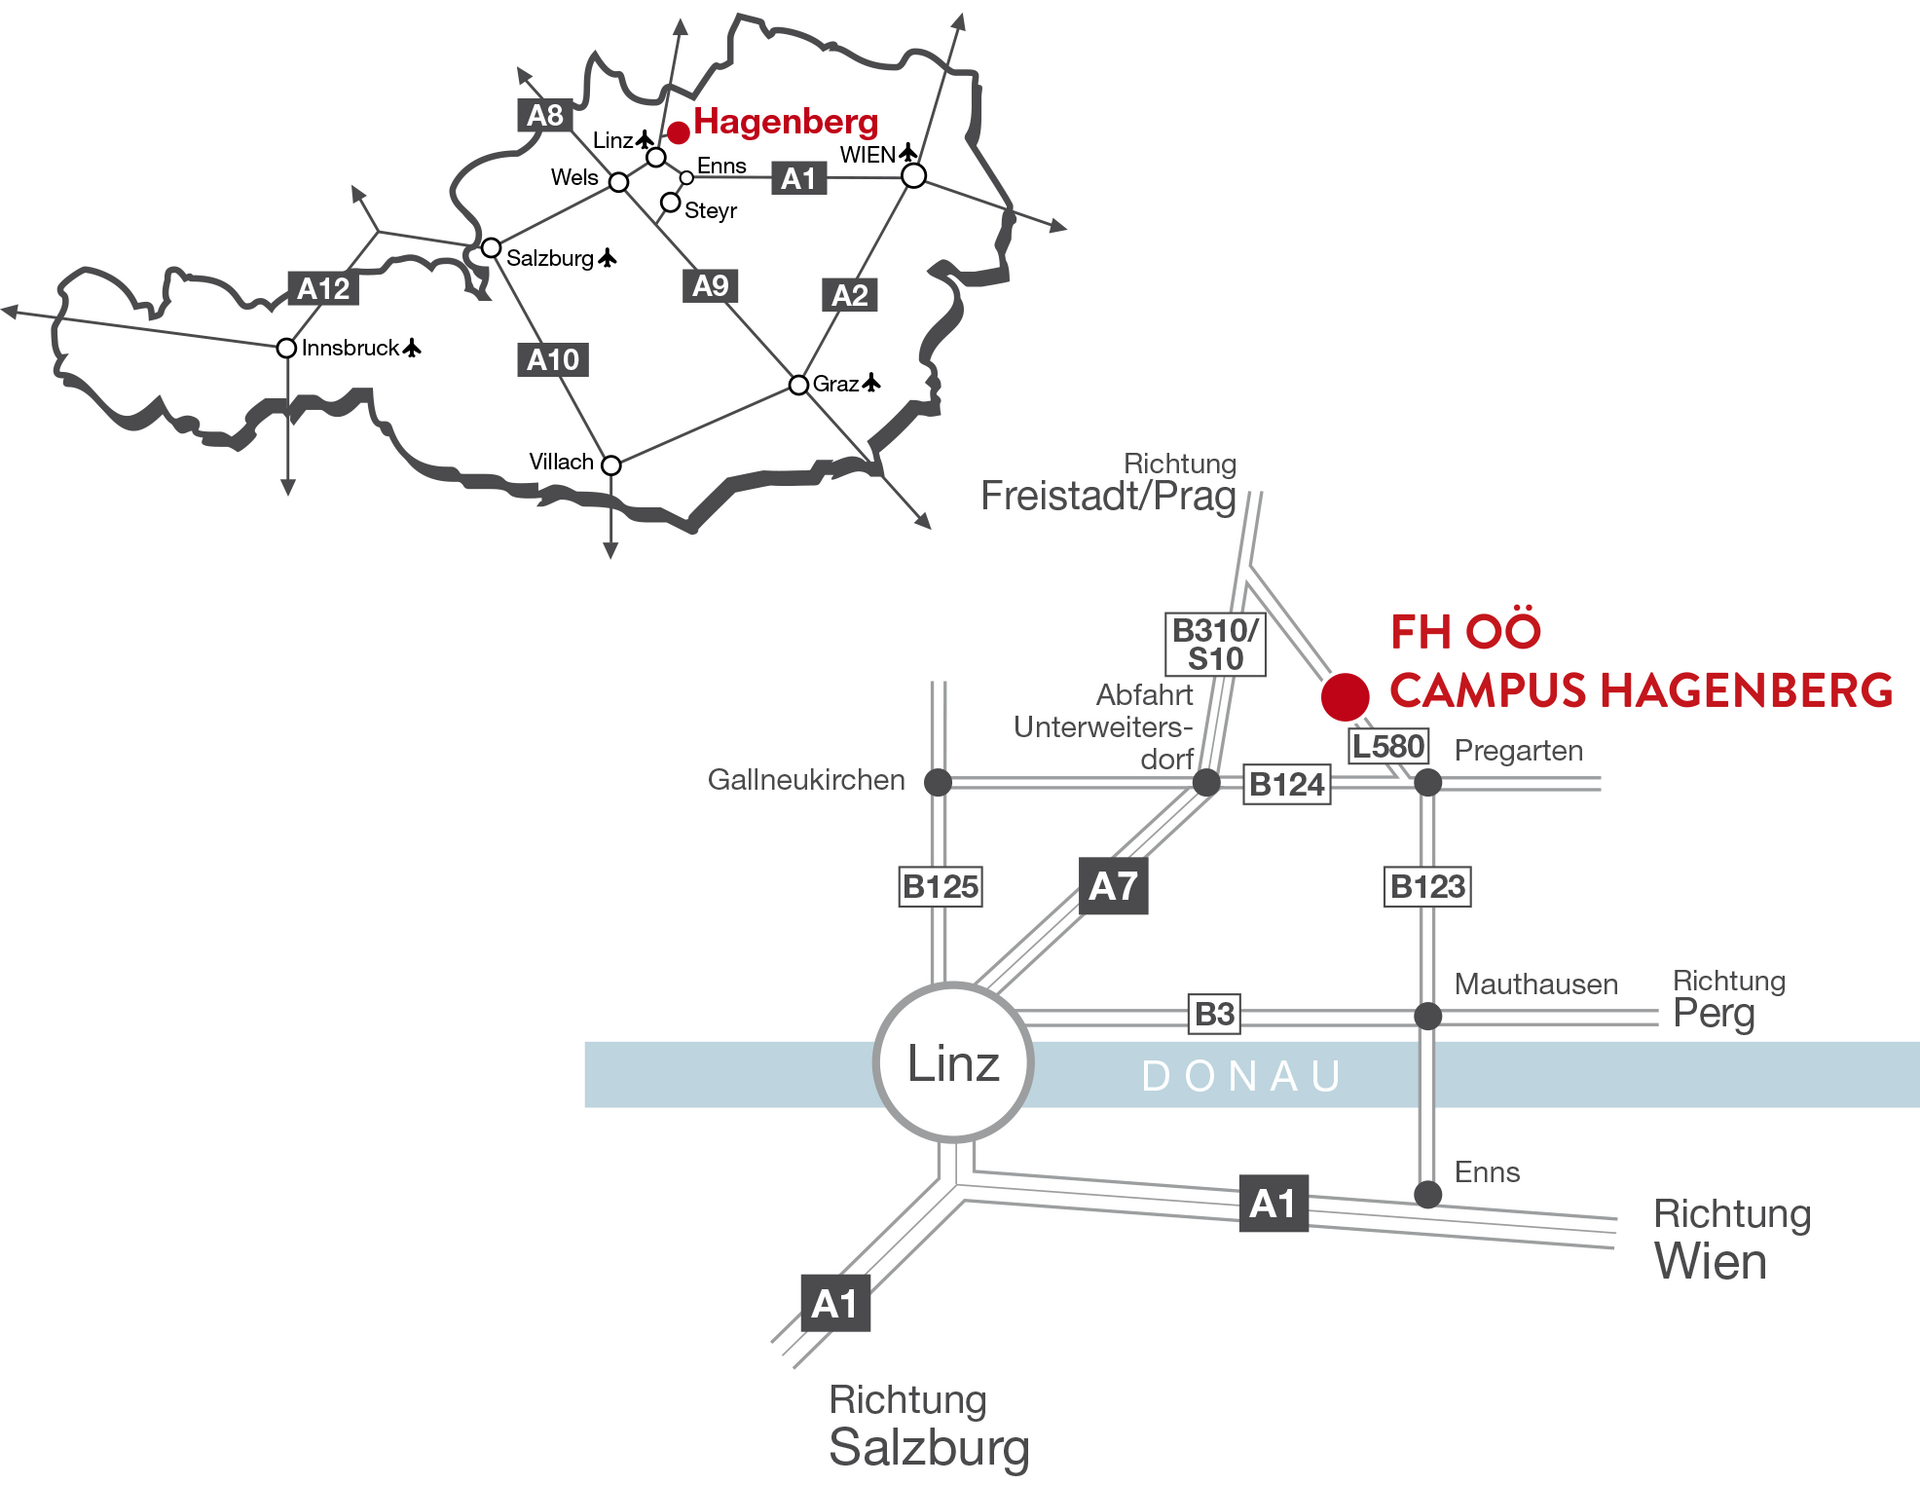 A8
Hagenberg
Linz
WIEN
Enns
A1
Wels
Steyr
Salzburg
A12
A9
A2
Innsbruck
A10
Graz
Villach
Richtung
Freistadt/Prag
B310/
S10
FH OÖ
CAMPUS HAGENBERG
Abfahrt
Unterweiters-
dorf
L580
Pregarten
Gallneukirchen
B124
B125
A7
B123
Mauthausen
Richtung
Perg
B3
Linz
DONAU
Enns
A1
Richtung
Wien
A1
Richtung
Salzburg